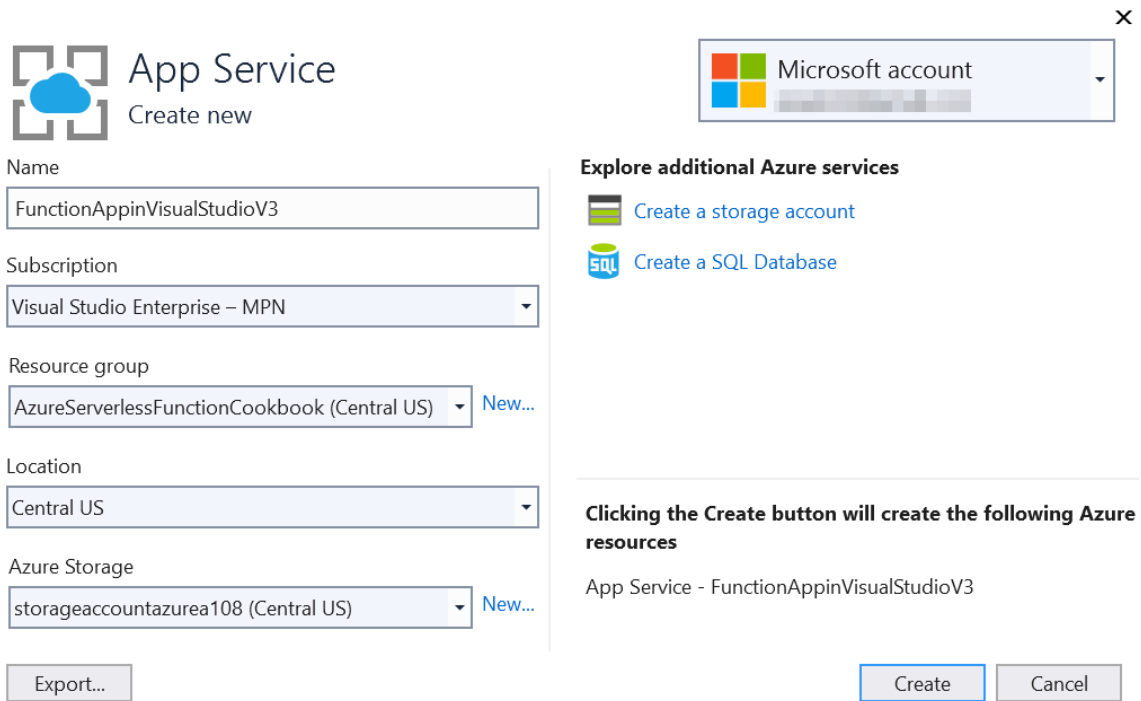 App Service
Create new
Microsoft account
Name
FunctionAppinVisualStudioV3
Subscription
Visual Studio Enterprise – MPN
Resource group
AzureServerlessFunctionCookbook (Central US)
New...
Location
Central US
Azure Storage
storageaccountazurea108 (Central US)
New...
Export...
Explore additional Azure services
Create a storage account
SQL
Create a SQL Database
Clicking the Create button will create the following Azure
resources
App Service - FunctionAppinVisualStudioV3
Create
Cancel